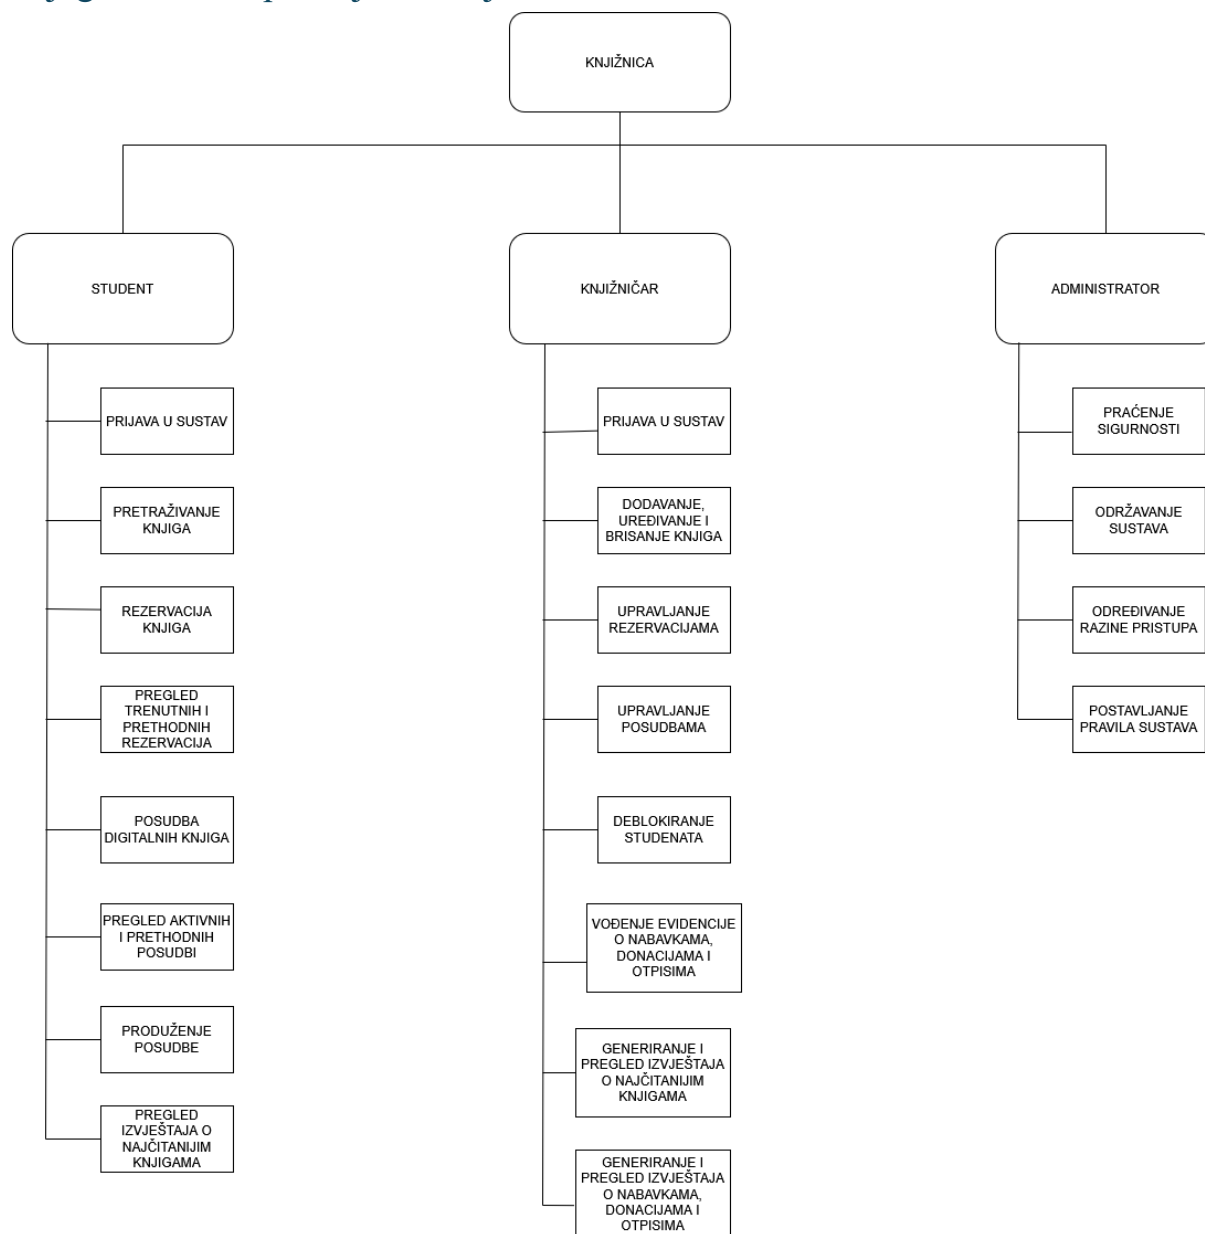 KNJIŽNICA
STUDENT
KNJIŽNIČAR
ADMINISTRATOR
PRIJAVA U SUSTAV
PRETRAŽIVANJE
KNJIGA
REZERVACIJA
KNJIGA
PREGLED
TRENUTNIH I
PRETHODNIH
REZERVACIJA
POSUDBA
DIGITALNIH KNJIGA
PREGLED AKTIVNIH
I PRETHODNIH
POSUDBI
PRODUŽENJE
POSUDBE
PREGLED
IZVJEŠTAJA O
NAJČITANIJIM
KNJIGAMA
PRIJAVA U SUSTAV
DODAVANJE,
UREĐIVANJE I
BRISANJE KNJIGA
UPRAVLJANJE
REZERVACIJAMA
UPRAVLJANJE
POSUDBAMA
DEBLOKIRANJE
STUDENATA
VOĐENJE EVIDENCIJE
O NABAVKAMA,
DONACIJAMA I
OTPISIMA
GENERIRANJE I
PREGLED IZVJEŠTAJA
O NAJČITANIJIM
KNJIGAMA
GENERIRANJE I
PREGLED IZVJEŠTAJA
O NABAVKAMA,
DONACIJAMA I
OTPISIMA
PRAĆENJE
SIGURNOSTI
ODRŽAVANJE
SUSTAVA
ODREĐIVANJE
RAZINE PRISTUPA
POSTAVLJANJE
PRAVILA SUSTAVA